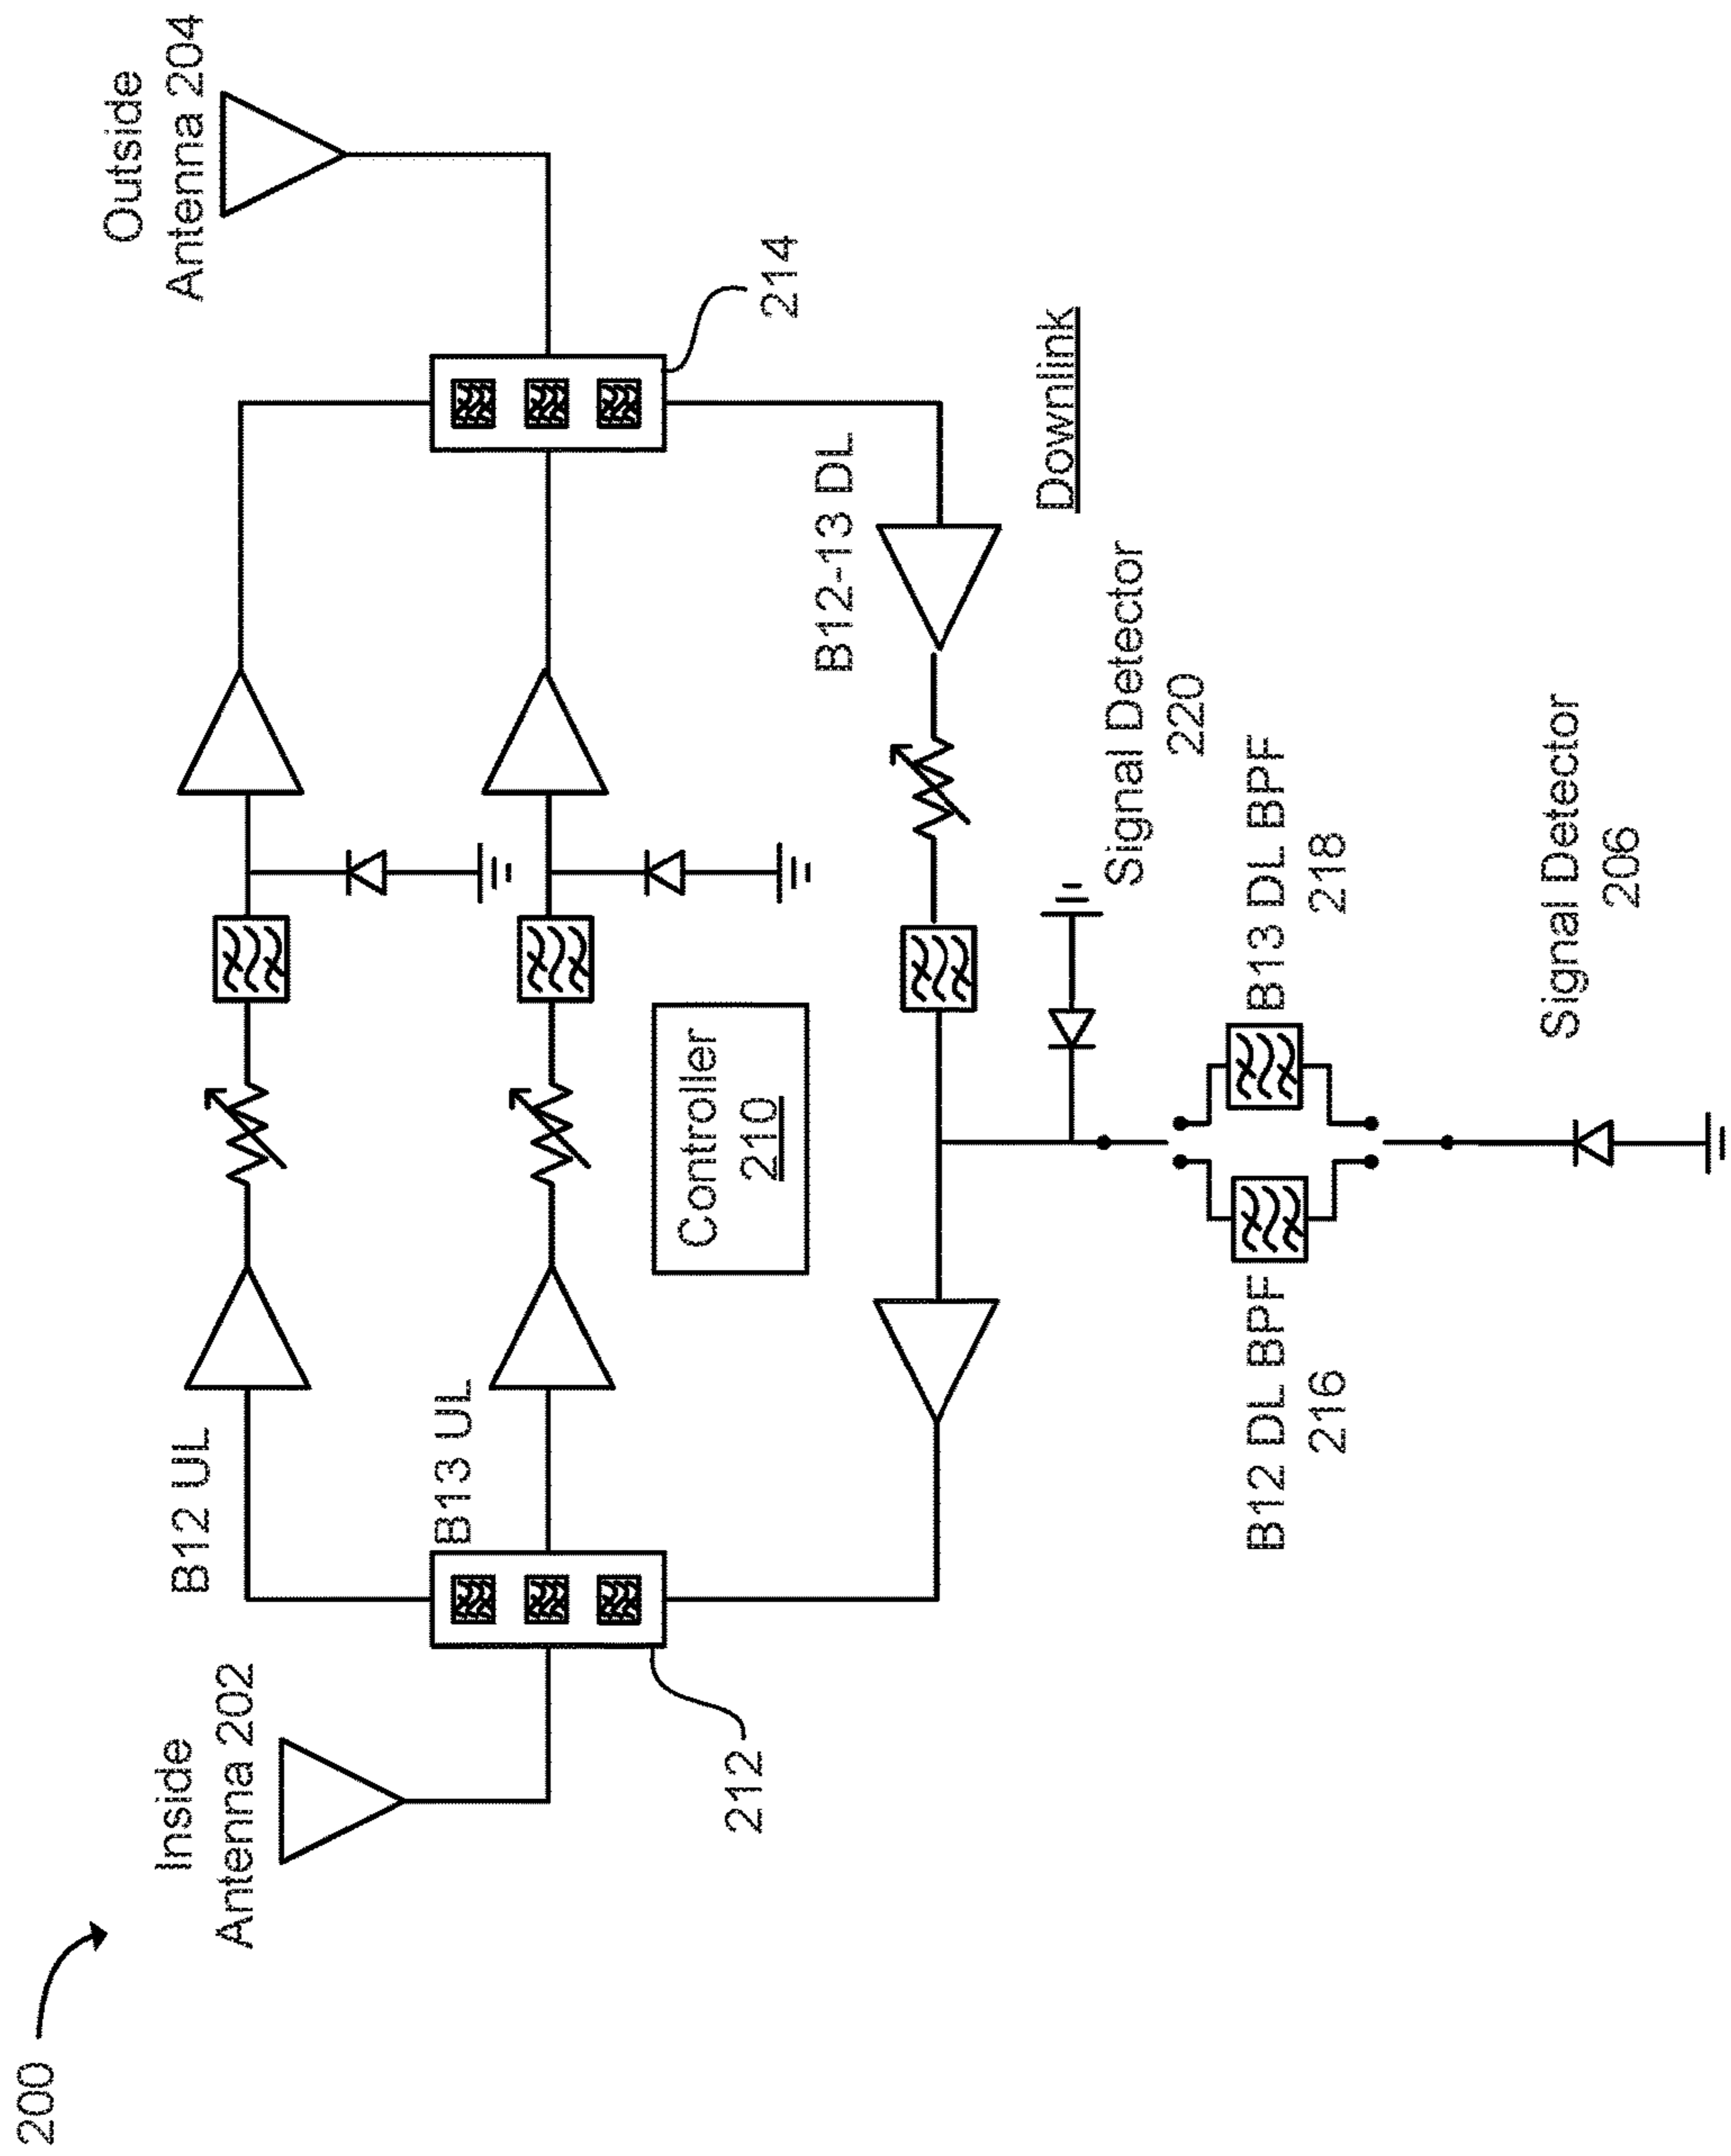 200
Inside
Antenna 202
Outside
Antenna 204
B12 UL
B13 UL
212
214
Controller
210
B12-13 DL
Downlink
Signal Detector
220
B12 DL BPF
216
B13 DL BPF
218
Signal Detector
206